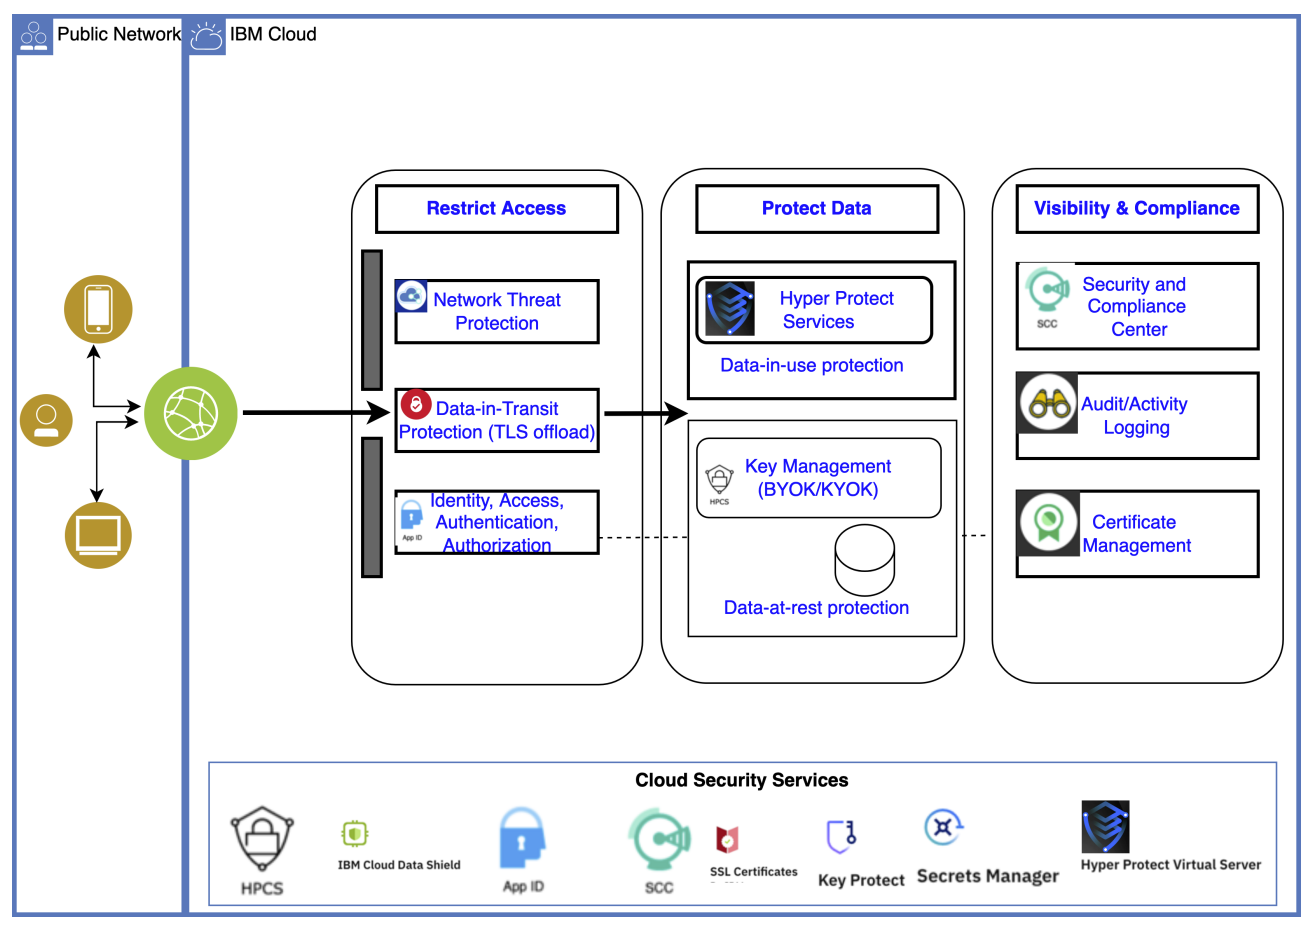 Public Network
IBM Cloud
Restrict Access
Network Threat
Protection
Data-in-Transit
Protection (TLS offload)
Identity, Access,
Authentication,
Authorization
App ID
Protect Data
Hyper Protect
Services
Data-in-use protection
Key Management
(BYOK/KYOK)
HPCS
Data-at-rest protection
Visibility & Compliance
Security and
Compliance
Center
SCC
Audit/Activity
Logging
Certificate
Management
Cloud Security Services
HPCS
IBM Cloud Data Shield
App ID
SCC
SSL Certificates
Key Protect
Secrets Manager
Hyper Protect Virtual Server